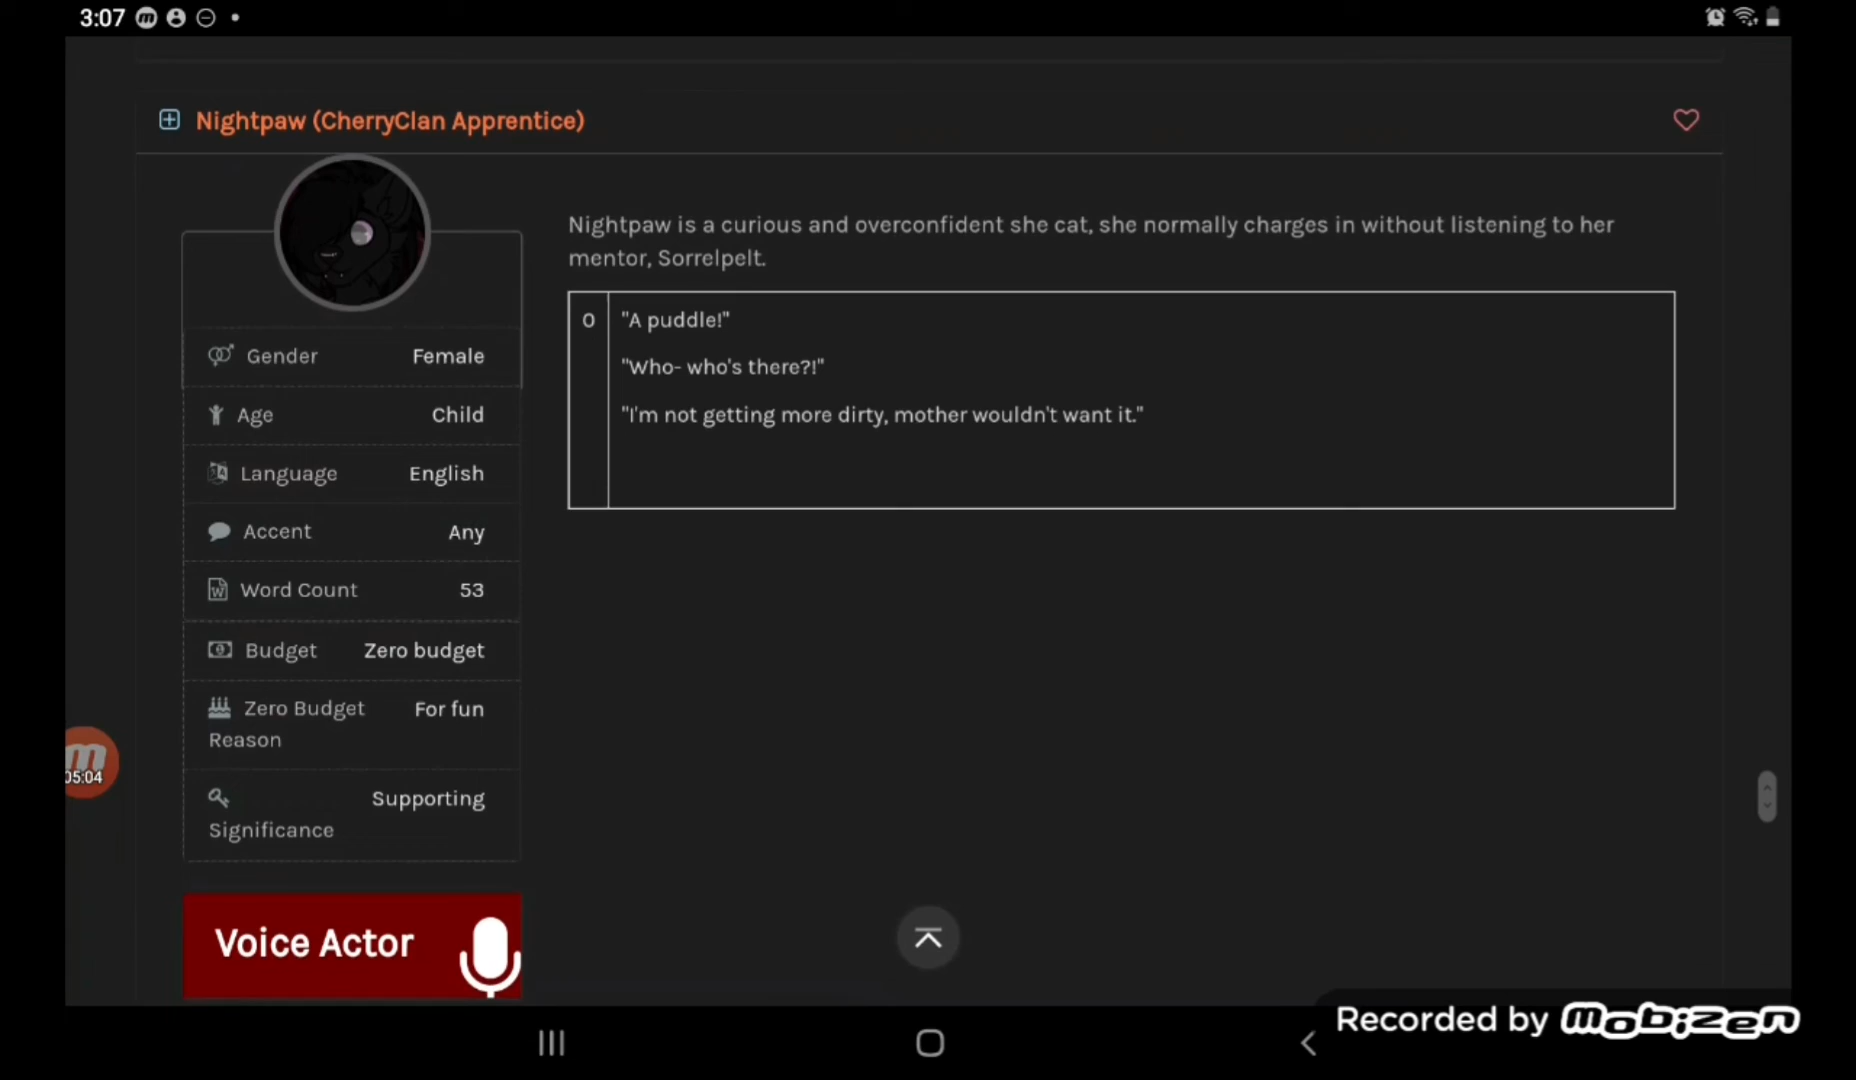 3:07
Nightpaw (CherryClan Apprentice)
Nightpaw is a curious and overconfident she cat, she normally charges in without listening to her
mentor, Sorrelpelt.
0 "A puddle!"
"Who- who's there?!"
"I'm not getting more dirty, mother wouldn't want it."
Gender Female
Age Child
Language English
Accent Any
Word Count 53
Budget Zero budget
Zero Budget For fun
Reason
Supporting
Significance
05:04
Voice Actor
Recorded by Mobizen